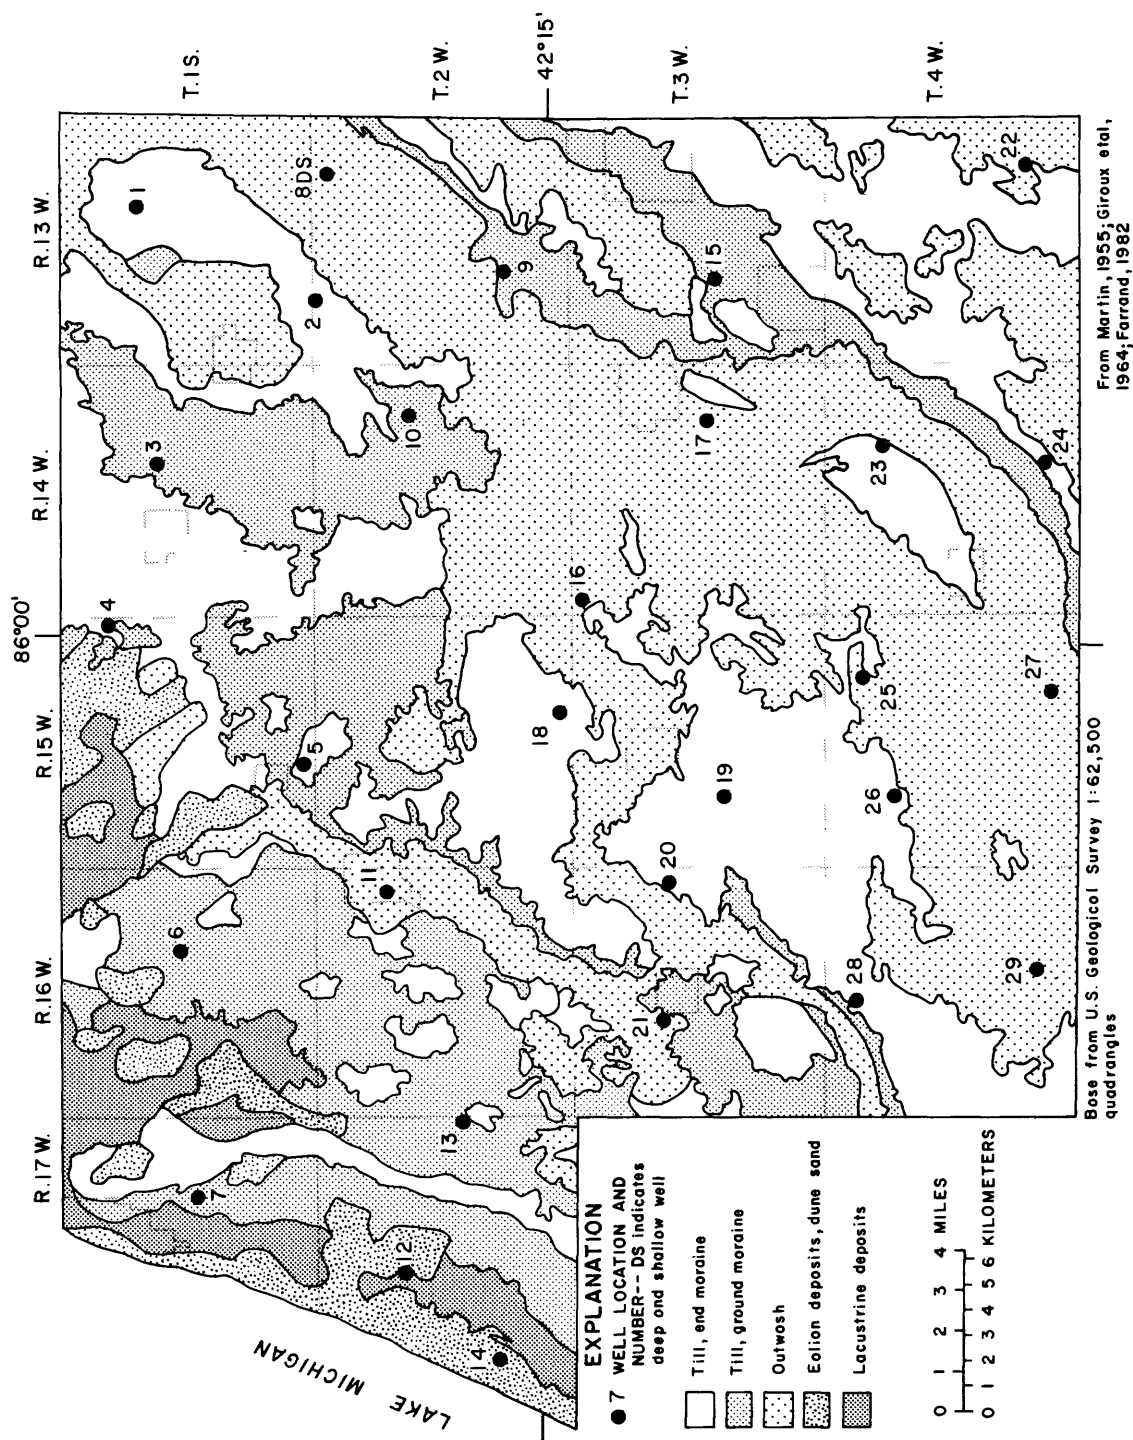 86°00'
R.17 W.
R.16 W.
R.15 W.
R.14 W.
R.13 W.
T.1S.
T.2 W.
42°15'
T.3 W.
T.4 W.
LAKE MICHIGAN
1
2
3
4
5
6
7
8DS
9
10
11
12
13
14
15
16
17
18
19
20
21
22
23
24
25
26
27
28
29
EXPLANATION
7 WELL LOCATION AND
NUMBER-- DS indicates
deep and shallow well
Till, end moraine
Till, ground moraine
Outwash
Eolion deposits, dune sand
Lacustrine deposits
0 1 2 3 4 MILES
0 1 2 3 4 5 6 KILOMETERS
Base from U.S. Geological Survey 1:62,500
quadrangles
From Martin, 1955; Giroux etal,
1964; Farrand, 1982